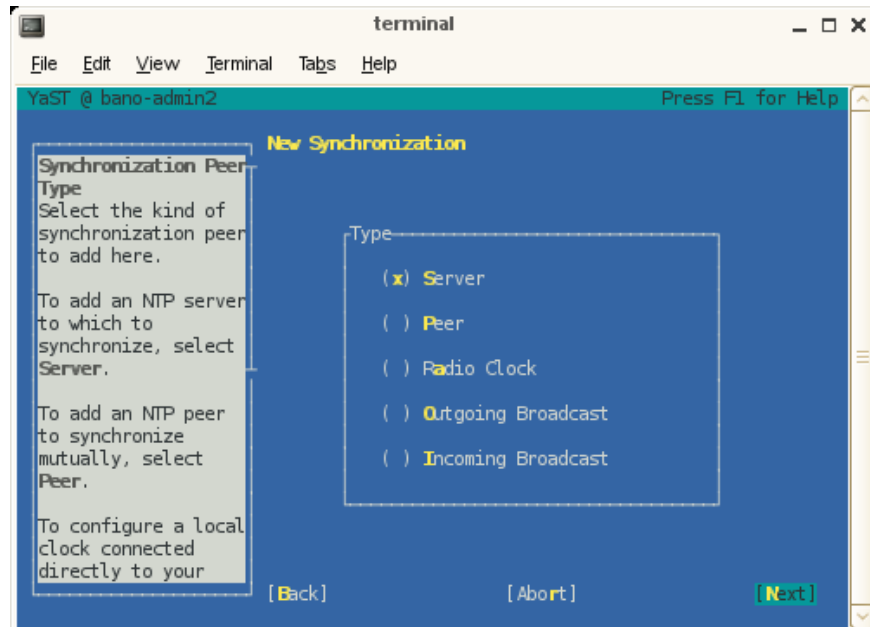 terminal
File Edit View Terminal Tabs Help
YaST @ bano-admin2 Press F1 for Help
New Synchronization
Synchronization Peer
Type
Select the kind of
synchronization peer
to add here.
To add an NTP server
to which to
synchronize, select
Server.
To add an NTP peer
to synchronize
mutually, select
Peer.
To configure a local
clock connected
directly to your
Type
(x) Server
( ) Peer
( ) Radio Clock
( ) Outgoing Broadcast
( ) Incoming Broadcast
[Back] [Abort] [Next]